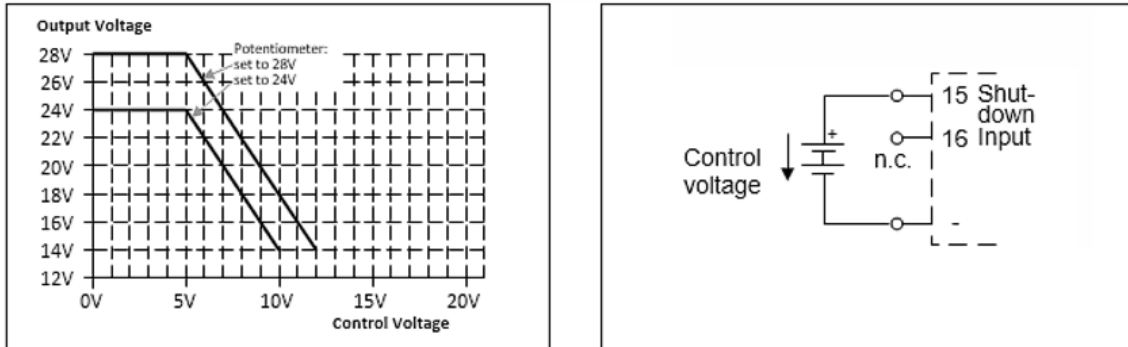 Output Voltage
28V
26V
24V
22V
20V
18V
16V
14V
12V
Potentiometer:
set to 28V
set to 24V
0V
5V
10V
15V
20V
Control Voltage
Control
voltage
+
n.c.
15 Shut-
down
16 Input
-